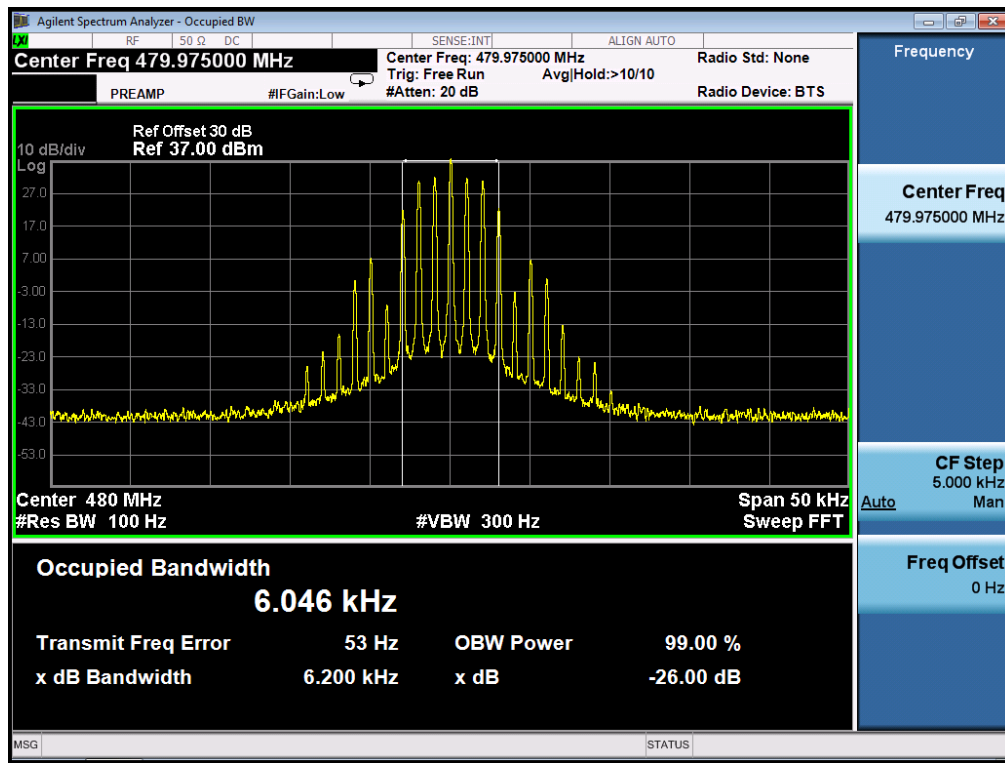 Agilent Spectrum Analyzer - Occupied BW
LXI RF 50 Ω DC SENSE:INT ALIGN AUTO
Center Freq 479.975000 MHz
PREAMP #IFGain:Low
Center Freq: 479.975000 MHz
Trig: Free Run Avg|Hold:>10/10
#Atten: 20 dB
Radio Std: None
Radio Device: BTS
Ref Offset 30 dB
10 dB/div Ref 37.00 dBm
Log
27.0
17.0
7.00
-3.00
-13.0
-23.0
-33.0
-43.0
-53.0
Center 480 MHz Span 50 kHz
#Res BW 100 Hz #VBW 300 Hz Sweep FFT
Occupied Bandwidth
6.046 kHz
Transmit Freq Error 53 Hz OBW Power 99.00 %
x dB Bandwidth 6.200 kHz x dB -26.00 dB
MSG STATUS
Frequency
Center Freq
479.975000 MHz
CF Step
5.000 kHz
Auto Man
Freq Offset
0 Hz